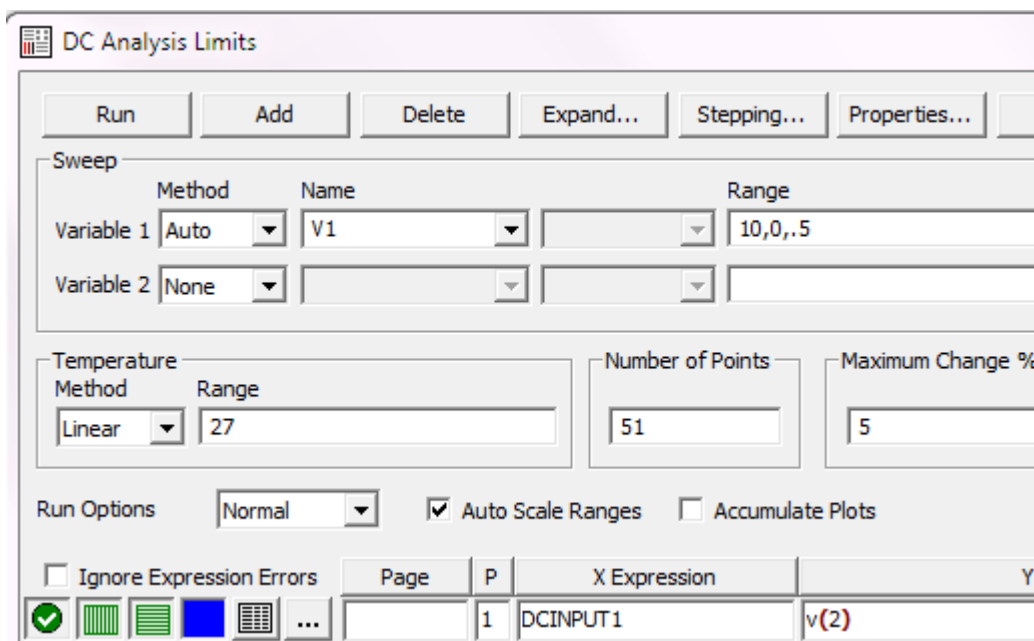 DC Analysis Limits
Run Add Delete Expand... Stepping... Properties...
Sweep
Method Name Range
Variable 1 Auto V1 10,0,.5
Variable 2 None
Temperature Number of Points Maximum Change %
Method Range
Linear 27 51 5
Run Options Normal Auto Scale Ranges Accumulate Plots
Ignore Expression Errors Page P X Expression Y
... 1 DCINPUT1 v(2)